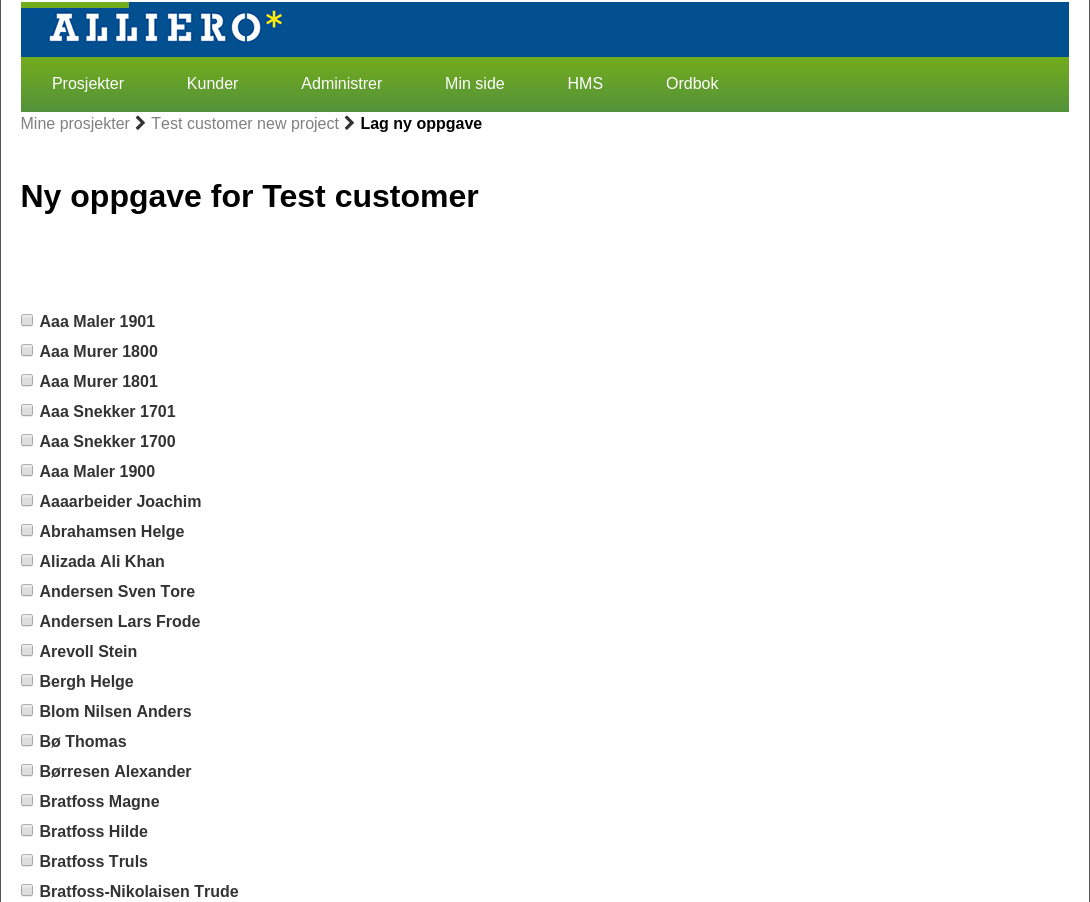 ALLIERO*
Prosjekter Kunder Administrer Min side HMS Ordbok
Mine prosjekter Test customer new project Lag ny oppgave
Ny oppgave for Test customer
Aaa Maler 1901
Aaa Murer 1800
Aaa Murer 1801
Aaa Snekker 1701
Aaa Snekker 1700
Aaa Maler 1900
Aaaarbeider Joachim
Abrahamsen Helge
Alizada Ali Khan
Andersen Sven Tore
Andersen Lars Frode
Arevoll Stein
Bergh Helge
Blom Nilsen Anders
Bø Thomas
Børresen Alexander
Bratfoss Magne
Bratfoss Hilde
Bratfoss Truls
Bratfoss-Nikolaisen Trude